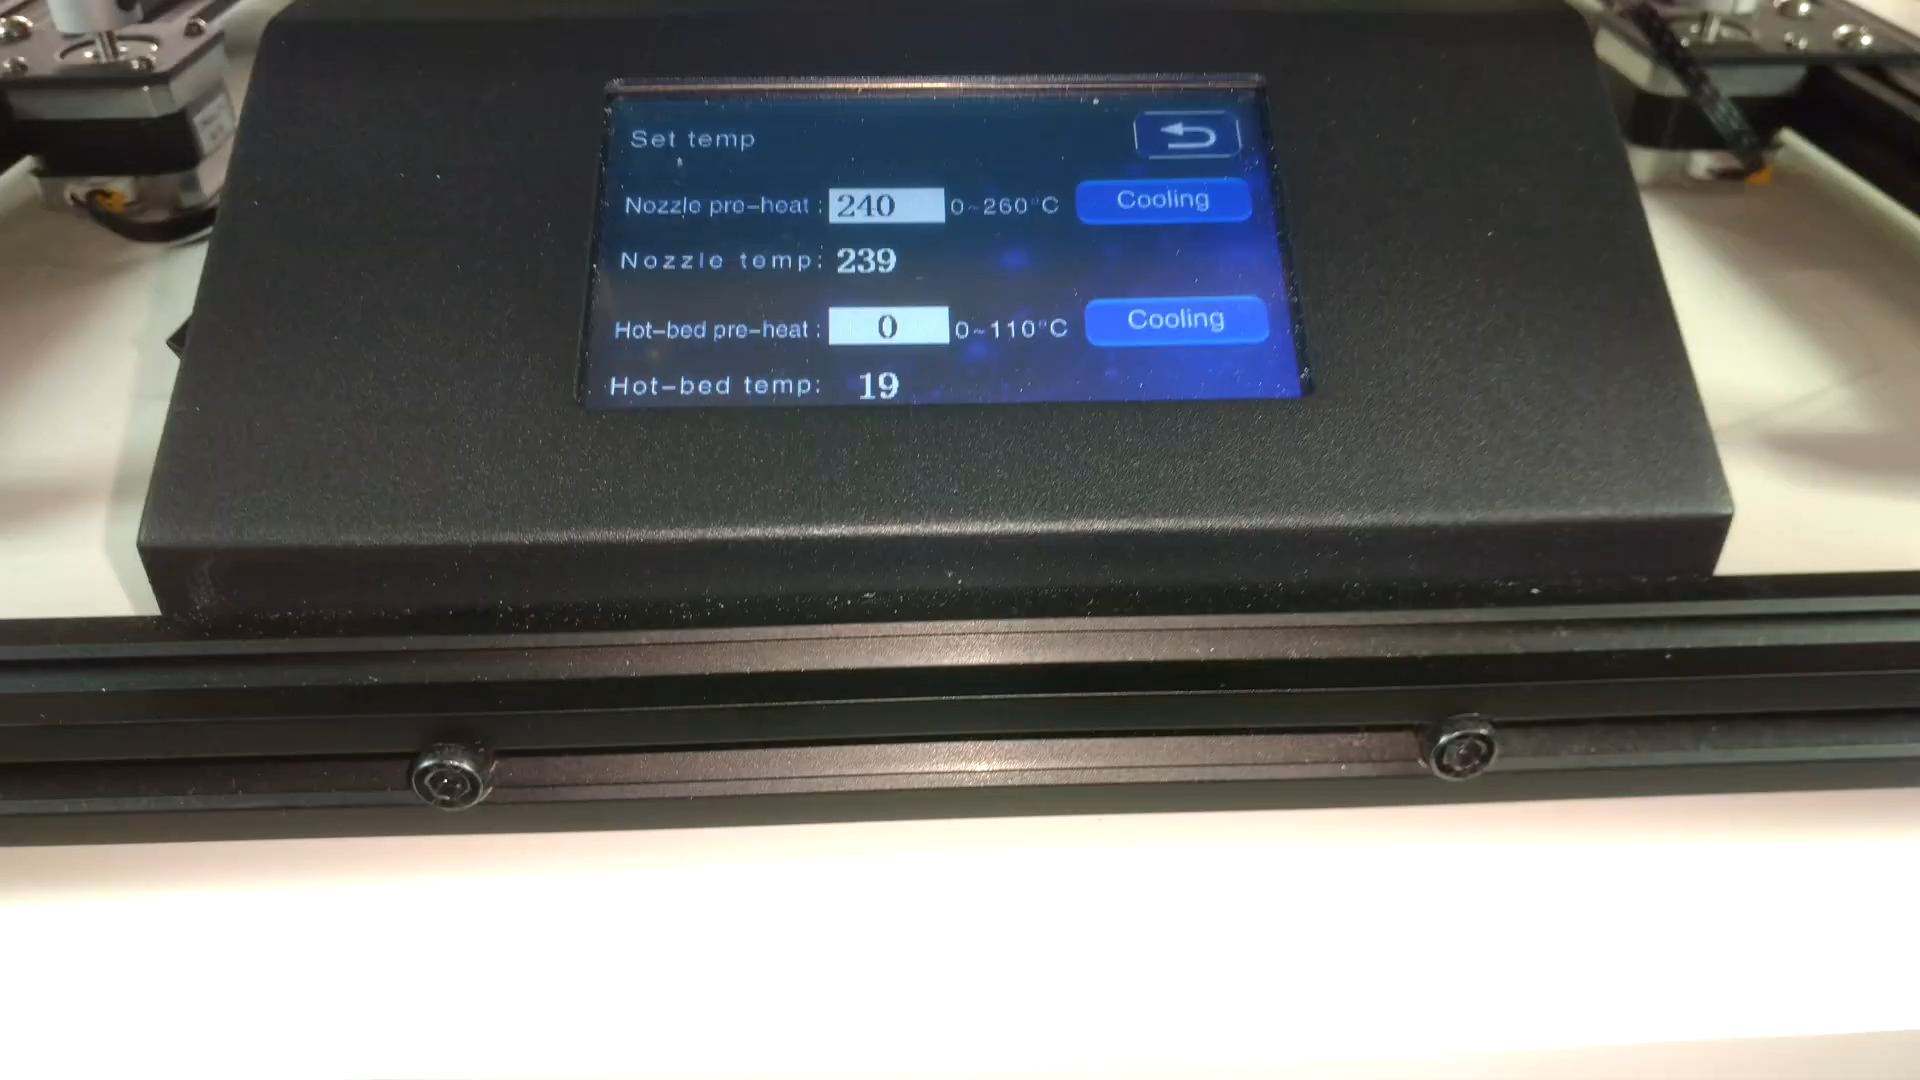 Set temp
Nozzle pre-heat : 240 0~260°C Cooling
Nozzle temp: 239
Hot-bed pre-heat : 0 0~110°C Cooling
Hot-bed temp: 19